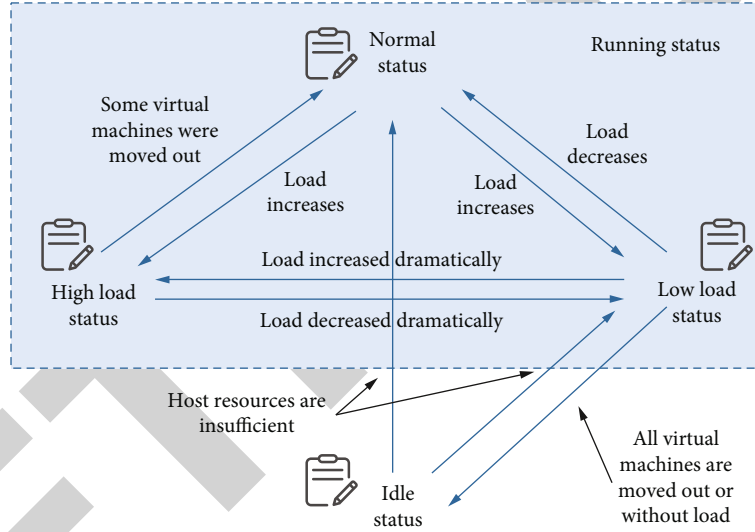 Normal
status
Running status
Some virtual
machines were
moved out
Load
increases
Load
increases
Load
decreases
High load
status
Load increased dramatically
Load decreased dramatically
Low load
status
Host resources are
insufficient
Idle
status
All virtual
machines are
moved out or
without load